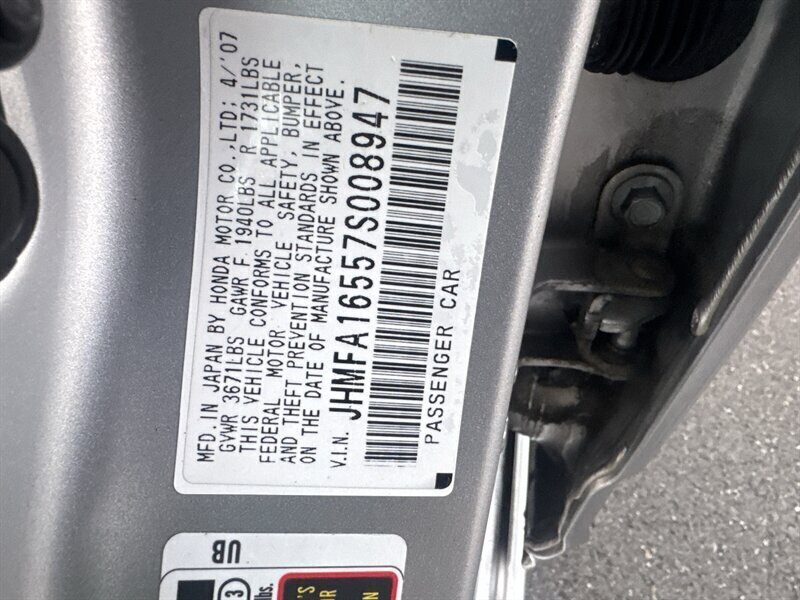 MFD. IN JAPAN BY HONDA MOTOR CO., LTD; 4/'07
GVWR 3671LBS GAWR F 1940LBS R 1731LBS
THIS VEHICLE CONFORMS TO ALL APPLICABLE
FEDERAL MOTOR VEHICLE SAFETY, BUMPER,
AND THEFT PREVENTION STANDARDS IN EFFECT
ON THE DATE OF MANUFACTURE SHOWN ABOVE.
V.I.N. JHMFA16557S008947
PASSENGER CAR
UB
3
lbs.
'S